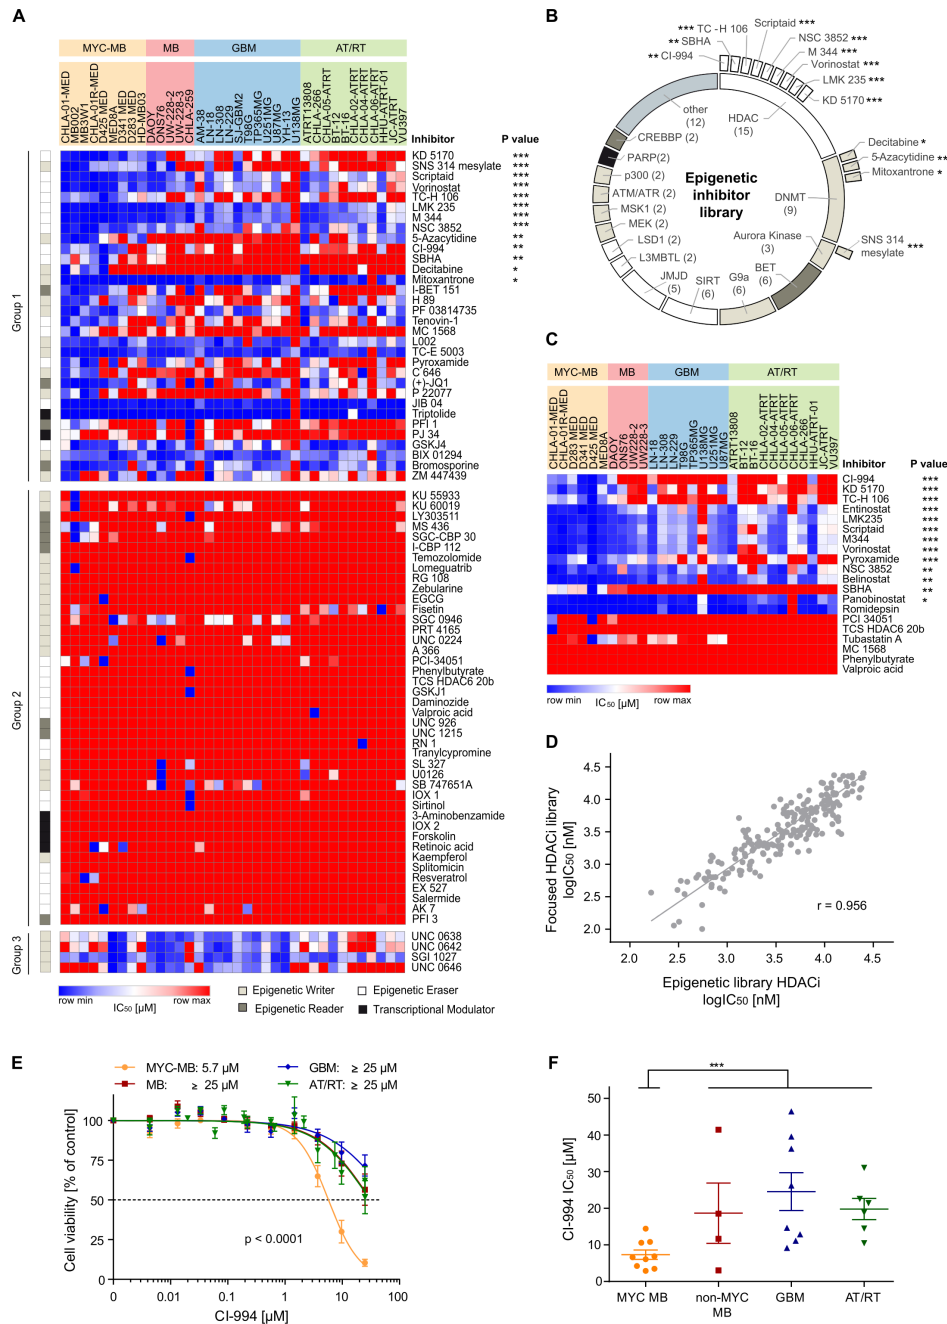 A
MYC-MB MB GBM AT/RT
CHLA-01-MED
MB002
MB3W1
CHLA-01R-MED
D425 MED
MED8A
D341 MED
D283 MED
HD-MB03
DAOY
ONS76
UW-228-2
UW-228-3
CHLA-259
AM-38
LN-18
LN-308
LN-229
SJ-GBM2
T98G
TP365MG
U251MG
U87MG
YH-13
U138MG
ATRT13808
CHLA-266
CHLA-05-ATRT
BT-12
BT-16
CHLA-02-ATRT
CHLA-04-ATRT
CHLA-06-ATRT
HHU-ATRT-01
JC-ATRT
VU397
Inhibitor P value
Group 1
KD 5170 ***
SNS 314 mesylate ***
Scriptaid ***
Vorinostat ***
TC-H 106 ***
LMK 235 ***
M 344 ***
NSC 3852 ***
5-Azacytidine **
CI-994 **
SBHA **
Decitabine *
Mitoxantrone *
I-BET 151
H 89
PF 03814735
Tenovin-1
MC 1568
L002
TC-E 5003
Pyroxamide
C 646
(+)-JQ1
P 22077
JIB 04
Triptolide
PFI 1
PJ 34
GSKJ4
BIX 01294
Bromosporine
ZM 447439
Group 2
KU 55933
KU 60019
LY303511
MS 436
SGC-CBP 30
I-CBP 112
Temozolomide
Lomeguatrib
RG 108
Zebularine
EGCG
Fisetin
SGC 0946
PRT 4165
UNC 0224
A 366
PCI-34051
Phenylbutyrate
TCS HDAC6 20b
GSKJ1
Daminozide
Valproic acid
UNC 926
UNC 1215
RN 1
Tranylcypromine
SL 327
U0126
SB 747651A
IOX 1
Sirtinol
3-Aminobenzamide
IOX 2
Forskolin
Retinoic acid
Kaempferol
Splitomicin
Resveratrol
EX 527
Salermide
AK 7
PFI 3
Group 3
UNC 0638
UNC 0642
SGI 1027
UNC 0646
row min IC50 [µM] row max
Epigenetic Writer
Epigenetic Eraser
Epigenetic Reader
Transcriptional Modulator
B
*** TC - H 106
** SBHA
** CI-994
Scriptaid ***
NSC 3852 ***
M 344 ***
Vorinostat ***
LMK 235 ***
KD 5170 ***
Decitabine *
5-Azacytidine **
Mitoxantrone *
SNS 314 ***
mesylate
Epigenetic
inhibitor
library
HDAC
(15)
DNMT
(9)
Aurora Kinase
(3)
BET
(6)
G9a
(6)
SIRT
(6)
JMJD
(5)
L3MBTL (2)
LSD1 (2)
MEK (2)
MSK1 (2)
ATM/ATR (2)
p300 (2)
PARP(2)
CREBBP (2)
other
(12)
C
MYC-MB MB GBM AT/RT
CHLA-01-MED
CHLA-01R-MED
D283 MED
D341 MED
D425 MED
MED8A
DAOY
ONS76
UW228-2
UW228-3
LN-18
LN-308
LN-229
T98G
TP365MG
U138MG
U251MG
U87MG
ATRT13808
BT-12
BT-16
CHLA-02-ATRT
CHLA-04-ATRT
CHLA-05-ATRT
CHLA-06-ATRT
CHLA-266
HHU-ATRT-01
JC-ATRT
VU397
Inhibitor P value
CI-994 ***
KD 5170 ***
TC-H 106 ***
Entinostat ***
LMK235 ***
Scriptaid ***
M344 ***
Vorinostat ***
Pyroxamide ***
NSC 3852 **
Belinostat **
SBHA **
Panobinostat *
Romidepsin
PCI 34051
TCS HDAC6 20b
Tubastatin A
MC 1568
Phenylbutyrate
Valproic acid
row min IC50 [µM] row max
D
Focused HDACi library
logIC50 [nM]
4.5
4.0
3.5
3.0
2.5
2.0
r = 0.956
2.0 2.5 3.0 3.5 4.0 4.5
Epigenetic library HDACi
logIC50 [nM]
E
MYC-MB: 5.7 µM
GBM: ≥ 25 µM
MB: ≥ 25 µM
AT/RT: ≥ 25 µM
Cell viability [% of control]
100
75
50
25
0
p < 0.0001
0 0.01 0.1 1 10 100
CI-994 [µM]
F
***
CI-994 IC50 [µM]
50
40
30
20
10
0
MYC MB non-MYC MB GBM AT/RT